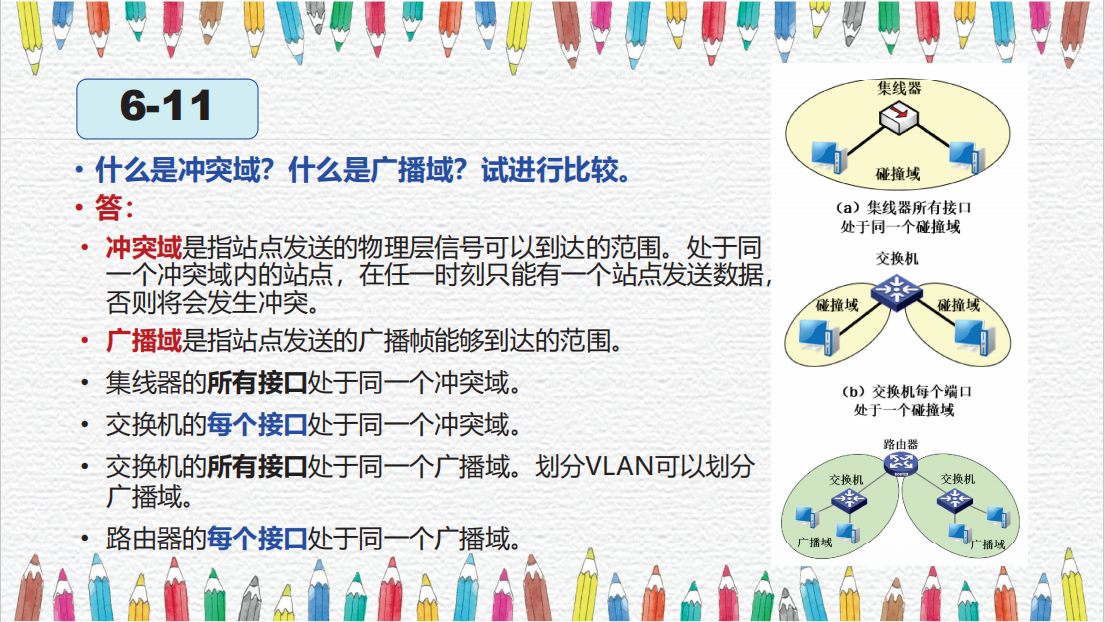 6-11
• 什么是冲突域？什么是广播域？试进行比较。
• 答：
• 冲突域是指站点发送的物理层信号可以到达的范围。处于同
一个冲突域内的站点，在任一时刻只能有一个站点发送数据，
否则将会发生冲突。
• 广播域是指站点发送的广播帧能够到达的范围。
• 集线器的所有接口处于同一个冲突域。
• 交换机的每个接口处于同一个冲突域。
• 交换机的所有接口处于同一个广播域。划分VLAN可以划分
广播域。
• 路由器的每个接口处于同一个广播域。
集线器
碰撞域
（a）集线器所有接口
处于同一个碰撞域
交换机
碰撞域 碰撞域
（b）交换机每个端口
处于一个碰撞域
路由器
交换机 交换机
广播域 广播域